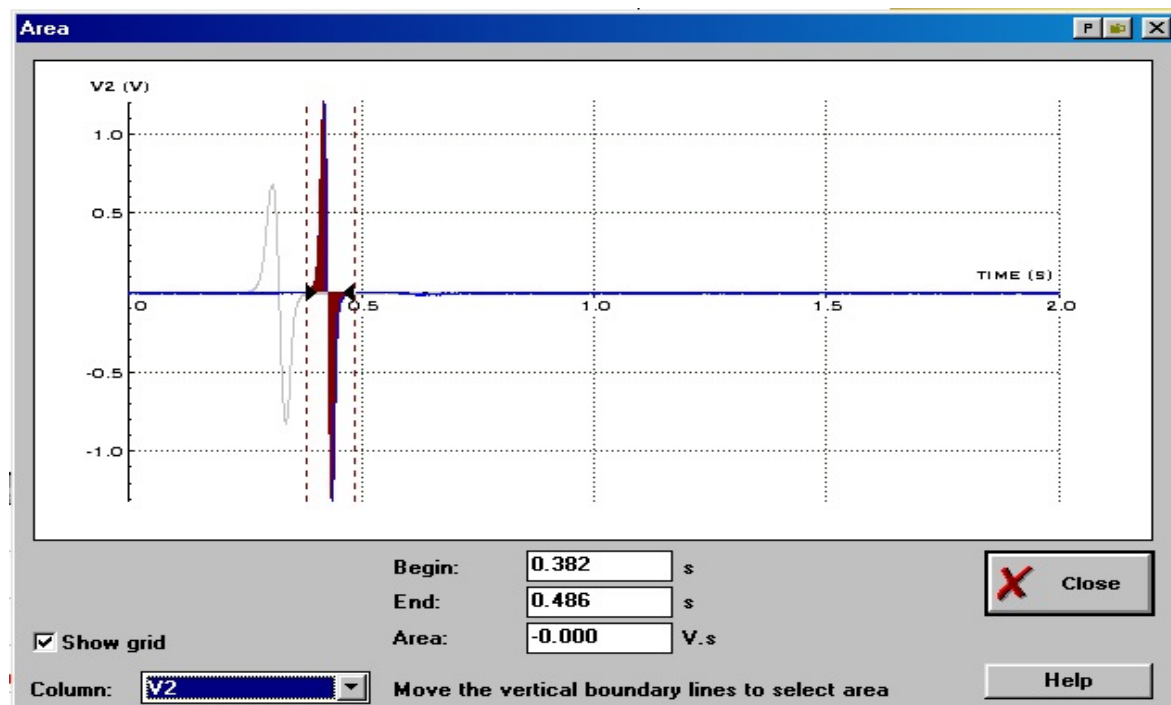 Area
P
V2 (V)
1.0
0.5
TIME (S)
.0 0.5 1.0 1.5 2.0
-0.5
-1.0
Begin: 0.382 s
End: 0.486 s
Area: -0.000 V.s
Close
Show grid
Column: V2
Move the vertical boundary lines to select area
Help